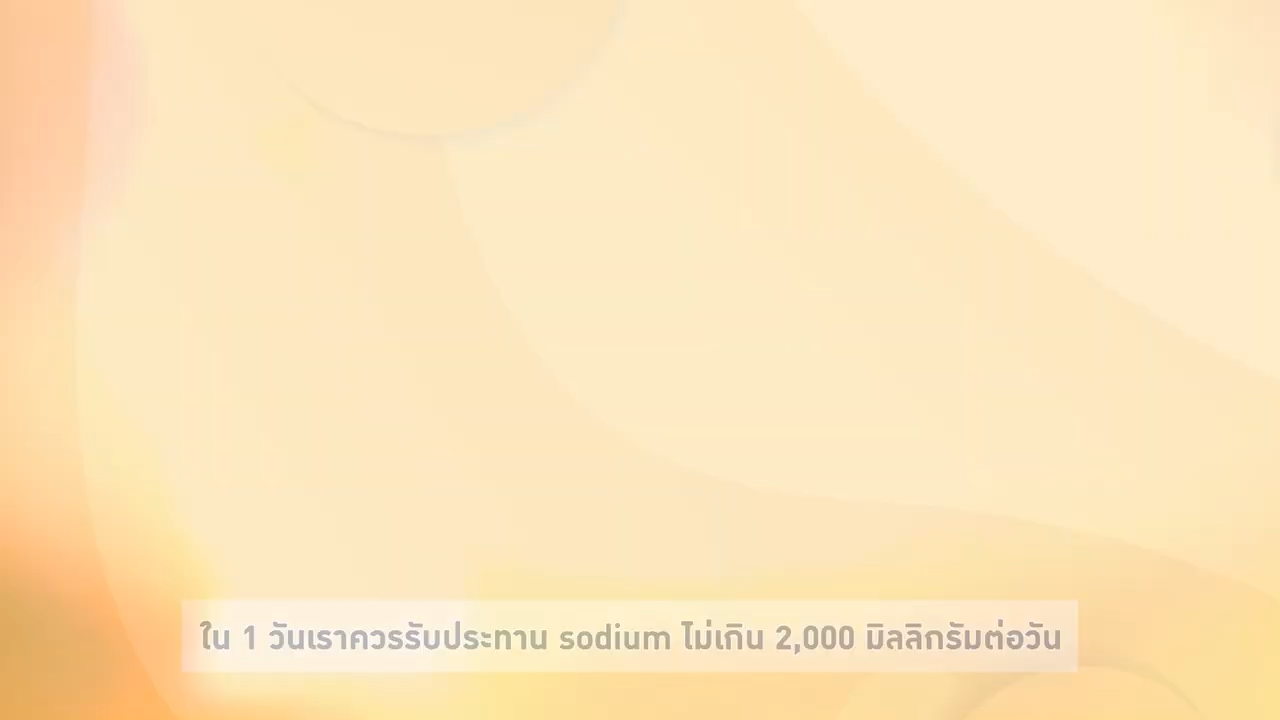 ใน 1 วันเราควรรับประทาน sodium ไม่เกิน 2,000 มิลลิกรัมต่อวัน